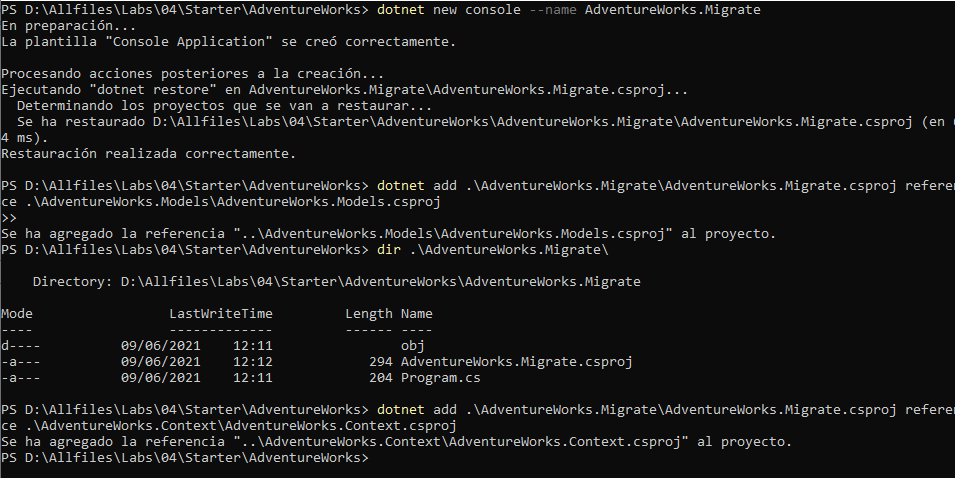 PS D:\Allfiles\Labs\04\Starter\AdventureWorks> dotnet new console --name AdventureWorks.Migrate
En preparación...
La plantilla "Console Application" se creó correctamente.
Procesando acciones posteriores a la creación...
Ejecutando "dotnet restore" en AdventureWorks.Migrate\AdventureWorks.Migrate.csproj...
  Determinando los proyectos que se van a restaurar...
  Se ha restaurado D:\Allfiles\Labs\04\Starter\AdventureWorks\AdventureWorks.Migrate\AdventureWorks.Migrate.csproj (en
4 ms).
Restauración realizada correctamente.
PS D:\Allfiles\Labs\04\Starter\AdventureWorks> dotnet add .\AdventureWorks.Migrate\AdventureWorks.Migrate.csproj refere
ce .\AdventureWorks.Models\AdventureWorks.Models.csproj
>>
Se ha agregado la referencia "..\AdventureWorks.Models\AdventureWorks.Models.csproj" al proyecto.
PS D:\Allfiles\Labs\04\Starter\AdventureWorks> dir .\AdventureWorks.Migrate\
    Directory: D:\Allfiles\Labs\04\Starter\AdventureWorks\AdventureWorks.Migrate
Mode                 LastWriteTime         Length Name
----                 -------------         ------ ----
d----          09/06/2021    12:11                obj
-a---          09/06/2021    12:12            294 AdventureWorks.Migrate.csproj
-a---          09/06/2021    12:11            204 Program.cs
PS D:\Allfiles\Labs\04\Starter\AdventureWorks> dotnet add .\AdventureWorks.Migrate\AdventureWorks.Migrate.csproj refere
ce .\AdventureWorks.Context\AdventureWorks.Context.csproj
Se ha agregado la referencia "..\AdventureWorks.Context\AdventureWorks.Context.csproj" al proyecto.
PS D:\Allfiles\Labs\04\Starter\AdventureWorks>